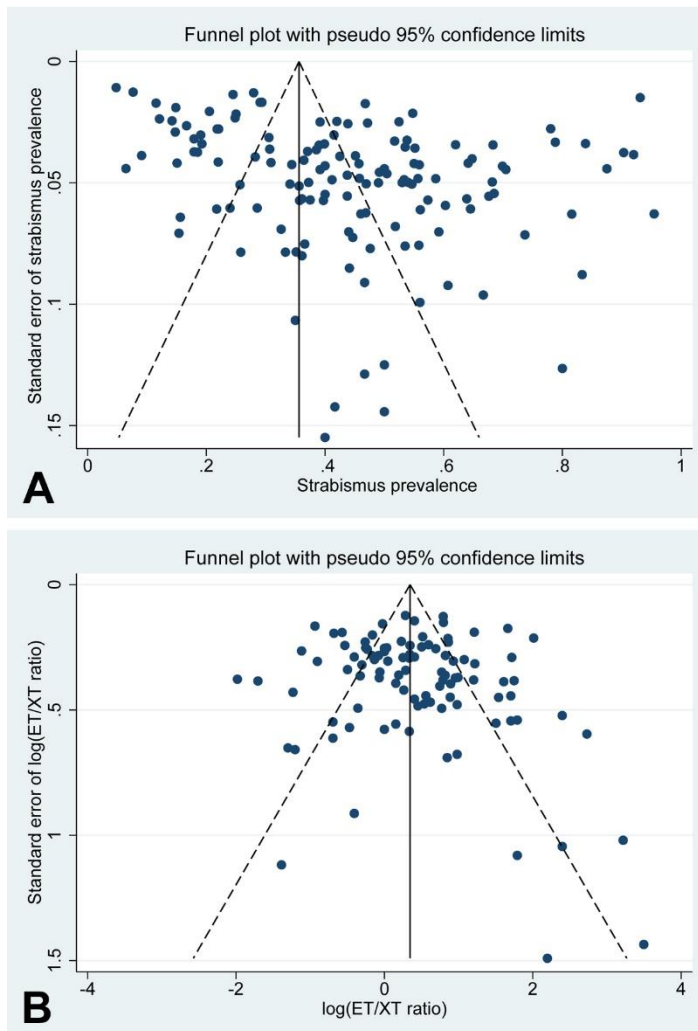 Funnel plot with pseudo 95% confidence limits
Standard error of strabismus prevalence
0
.05
.1
.15
0
.2
.4
.6
.8
1
Strabismus prevalence
A
Funnel plot with pseudo 95% confidence limits
Standard error of log(ET/XT ratio)
0
.5
1
1.5
-4
-2
0
2
4
log(ET/XT ratio)
B